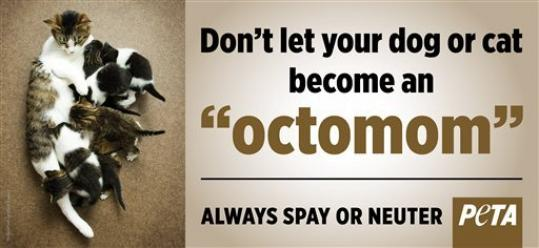 Don't let your dog or cat
become an
“octomom”
ALWAYS SPAY OR NEUTER PETA